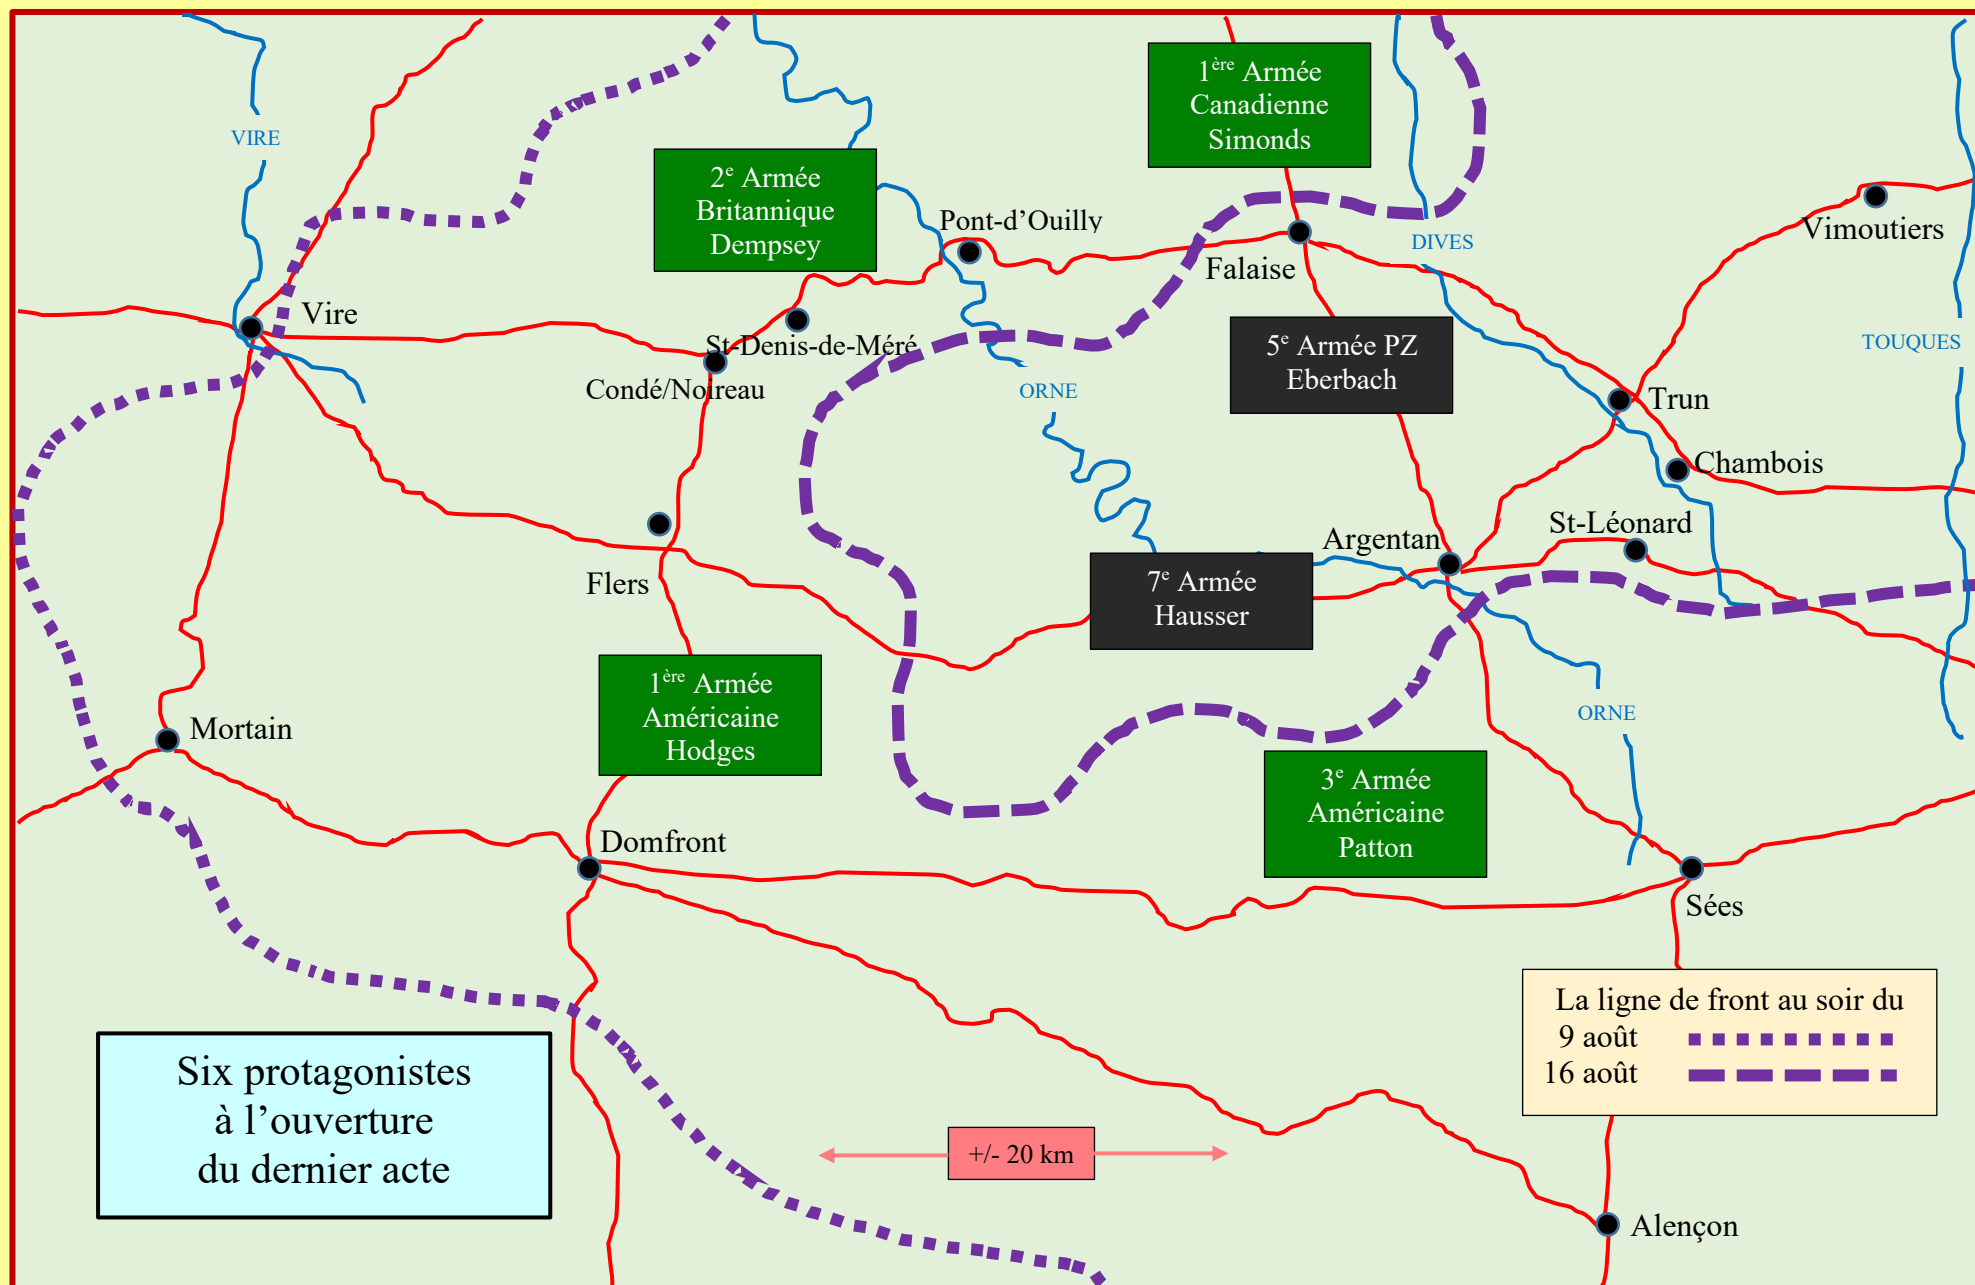 1ère Armée
Canadienne
Simonds
VIRE
2e Armée
Britannique
Dempsey
Pont-d’Ouilly
DIVES
Vimoutiers
Falaise
Vire
St-Denis-de-Méré
5e Armée PZ
Eberbach
TOUQUES
Condé/Noireau
ORNE
Trun
Chambois
St-Léonard
Argentan
Flers
7e Armée
Hausser
1ère Armée
Américaine
Hodges
Mortain
ORNE
3e Armée
Américaine
Patton
Domfront
Sées
La ligne de front au soir du
9 août
16 août
Six protagonistes
à l’ouverture
du dernier acte
+/- 20 km
Alençon